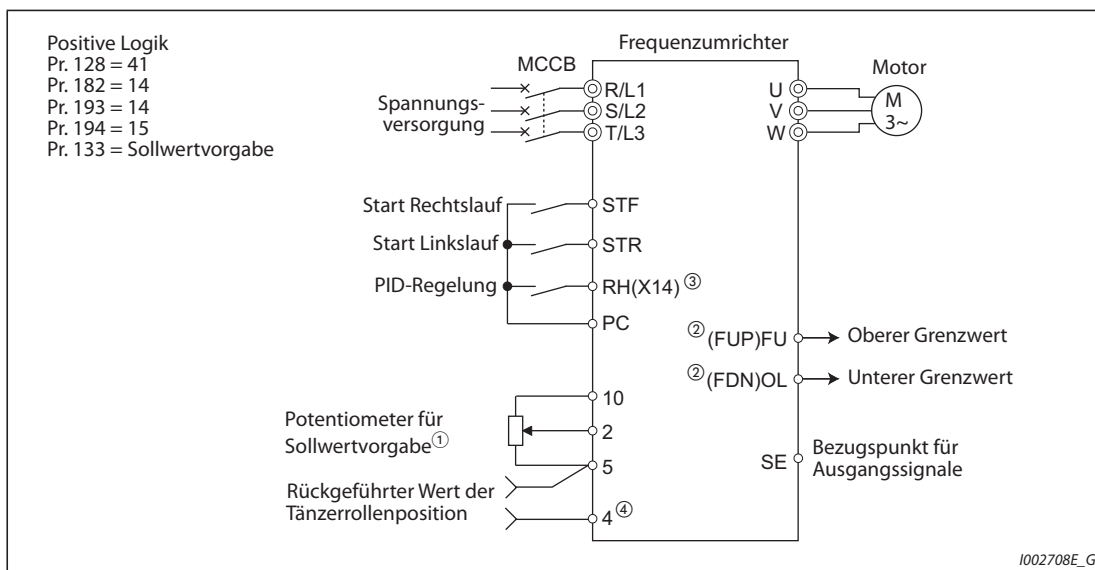 Positive Logik
Pr. 128 = 41
Pr. 182 = 14
Pr. 193 = 14
Pr. 194 = 15
Pr. 133 = Sollwertvorgabe
Frequenzumrichter
MCCB
Motor
Spannungs-
versorgung
R/L1
S/L2
T/L3
U
V
W
M
3~
Start Rechtslauf
STF
Start Linkslauf
STR
PID-Regelung
RH(X14) ③
PC
② (FUP)FU
Oberer Grenzwert
② (FDN)OL
Unterer Grenzwert
10
Potentiometer für
Sollwertvorgabe ①
2
5
SE
Bezugspunkt für
Ausgangssignale
Rückgeführter Wert der
Tänzerrollenposition
4 ④
I002708E_G